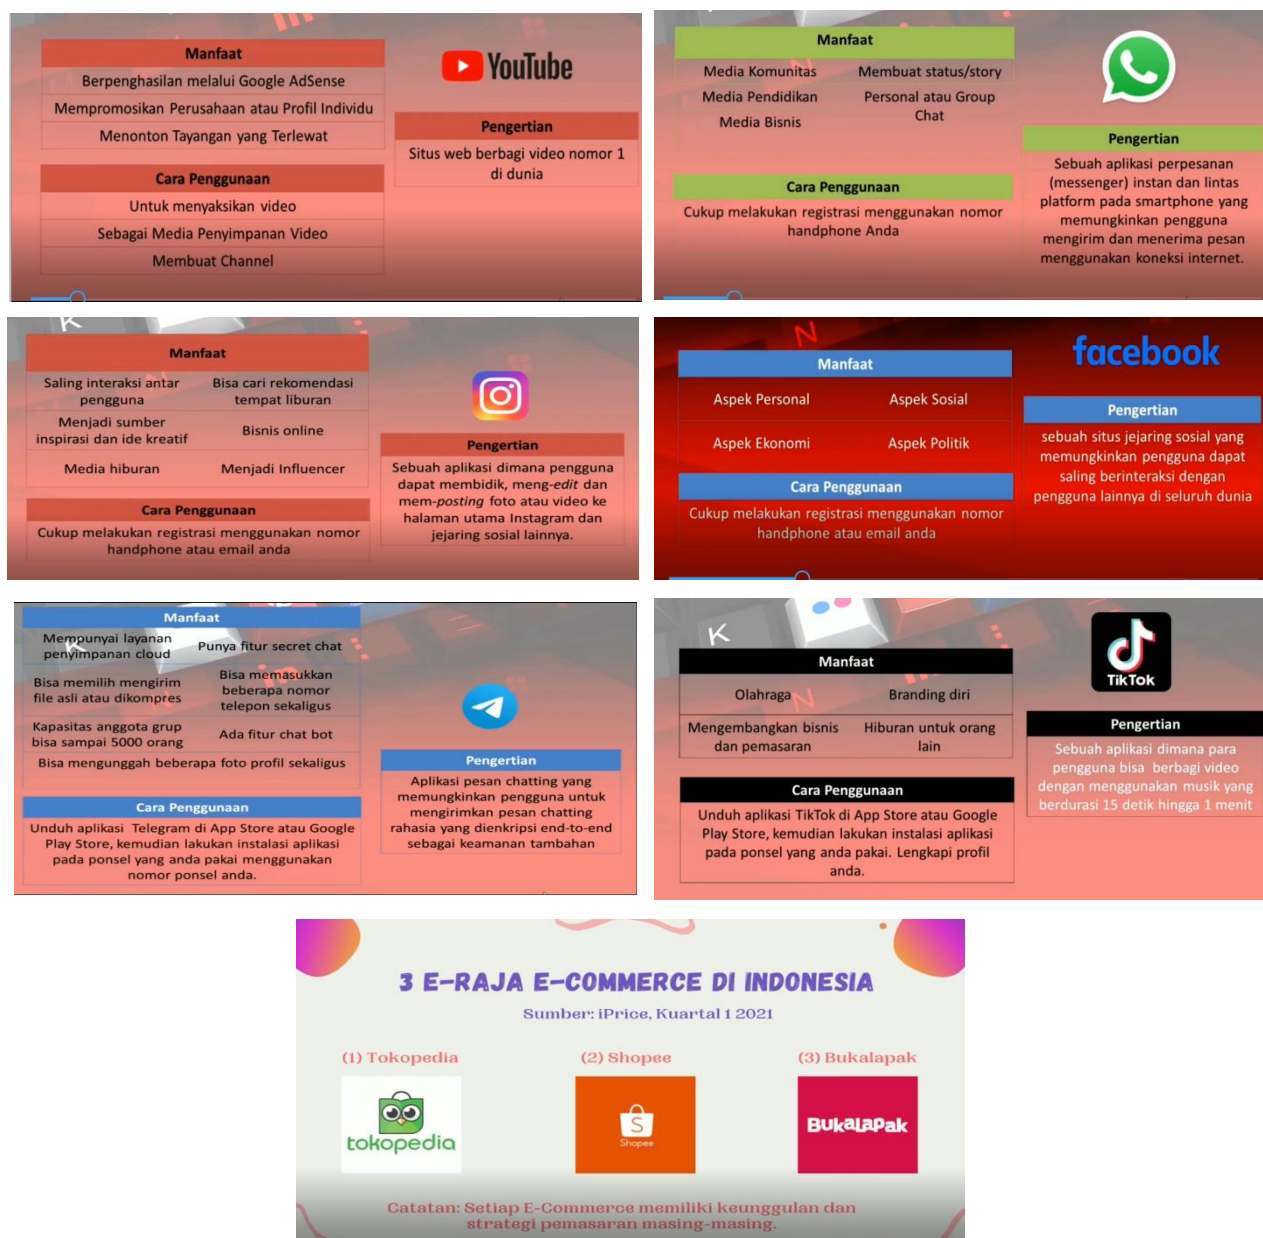 Manfaat
Berpenghasilan melalui Google AdSense
Mempromosikan Perusahaan atau Profil Individu
Menonton Tayangan yang Terlewat
Cara Penggunaan
Untuk menyaksikan video
Sebagai Media Penyimpanan Video
Membuat Channel
YouTube
Pengertian
Situs web berbagi video nomor 1
di dunia
Manfaat
Media Komunitas
Membuat status/story
Media Pendidikan
Personal atau Group
Chat
Media Bisnis
Cara Penggunaan
Cukup melakukan registrasi menggunakan nomor
handphone Anda
Pengertian
Sebuah aplikasi perpesanan
(messenger) instan dan lintas
platform pada smartphone yang
memungkinkan pengguna
mengirim dan menerima pesan
menggunakan koneksi internet.
K
Manfaat
Saling interaksi antar
pengguna
Bisa cari rekomendasi
tempat liburan
Menjadi sumber
inspirasi dan ide kreatif
Bisnis online
Media hiburan
Menjadi Influencer
Cara Penggunaan
Cukup melakukan registrasi menggunakan nomor
handphone atau email anda
Pengertian
Sebuah aplikasi dimana pengguna
dapat membidik, meng-edit dan
mem-posting foto atau video ke
halaman utama Instagram dan
jejaring sosial lainnya.
N
Manfaat
Aspek Personal
Aspek Sosial
Aspek Ekonomi
Aspek Politik
Cara Penggunaan
Cukup melakukan registrasi menggunakan nomor
handphone atau email anda
facebook
Pengertian
sebuah situs jejaring sosial yang
memungkinkan pengguna dapat
saling berinteraksi dengan
pengguna lainnya di seluruh dunia
Manfaat
Mempunyai layanan
penyimpanan cloud
Punya fitur secret chat
Bisa memilih mengirim
file asli atau dikompres
Bisa memasukkan
beberapa nomor
telepon sekaligus
Kapasitas anggota grup
bisa sampai 5000 orang
Ada fitur chat bot
Bisa mengunggah beberapa foto profil sekaligus
Cara Penggunaan
Unduh aplikasi Telegram di App Store atau Google
Play Store, kemudian lakukan instalasi aplikasi
pada ponsel yang anda pakai menggunakan
nomor ponsel anda.
Pengertian
Aplikasi pesan chatting yang
memungkinkan pengguna untuk
mengirimkan pesan chatting
rahasia yang dienkripsi end-to-end
sebagai keamanan tambahan
K
Manfaat
Olahraga
Branding diri
Mengembangkan bisnis
dan pemasaran
Hiburan untuk orang
lain
Cara Penggunaan
Unduh aplikasi TikTok di App Store atau Google
Play Store, kemudian lakukan instalasi aplikasi
pada ponsel yang anda pakai. Lengkapi profil
anda.
TikTok
Pengertian
Sebuah aplikasi dimana para
pengguna bisa berbagi video
dengan menggunakan musik yang
berdurasi 15 detik hingga 1 menit
3 E-RAJA E-COMMERCE DI INDONESIA
Sumber: iPrice, Kuartal 1 2021
(1) Tokopedia
(2) Shopee
(3) Bukalapak
tokopedia
S
Shopee
BukaLaPak
Catatan: Setiap E-Commerce memiliki keunggulan dan
strategi pemasaran masing-masing.